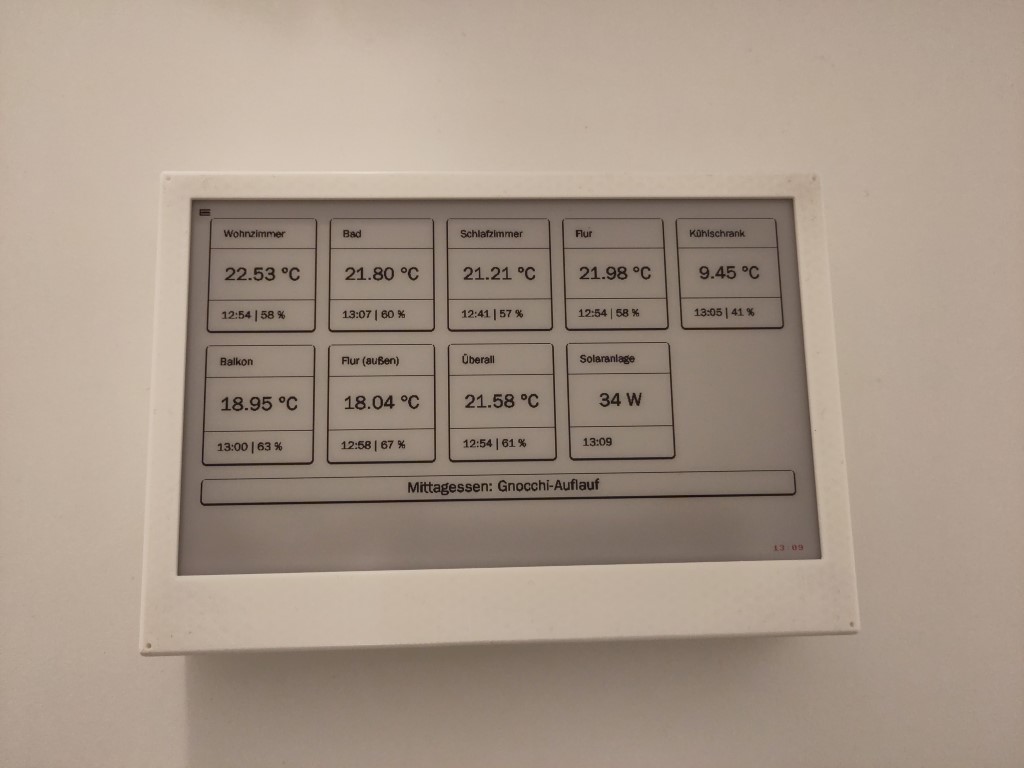 Wohnzimmer
22.53 °C
12:54 | 58 %
Bad
21.80 °C
13:07 | 60 %
Schlafzimmer
21.21 °C
12:41 | 57 %
Flur
21.98 °C
12:54 | 58 %
Kühlschrank
9.45 °C
13:05 | 41 %
Balkon
18.95 °C
13:00 | 63 %
Flur (außen)
18.04 °C
12:58 | 67 %
Überall
21.58 °C
12:54 | 61 %
Solaranlage
34 W
13:09
Mittagessen: Gnocchi-Auflauf
13:09